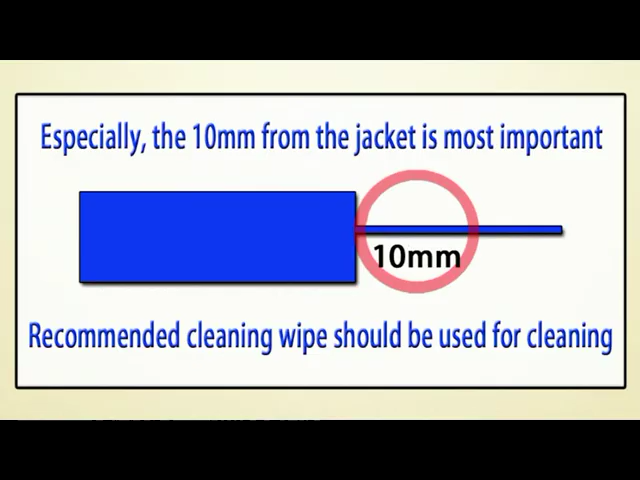 Especially, the 10mm from the jacket is most important
10mm
Recommended cleaning wipe should be used for cleaning